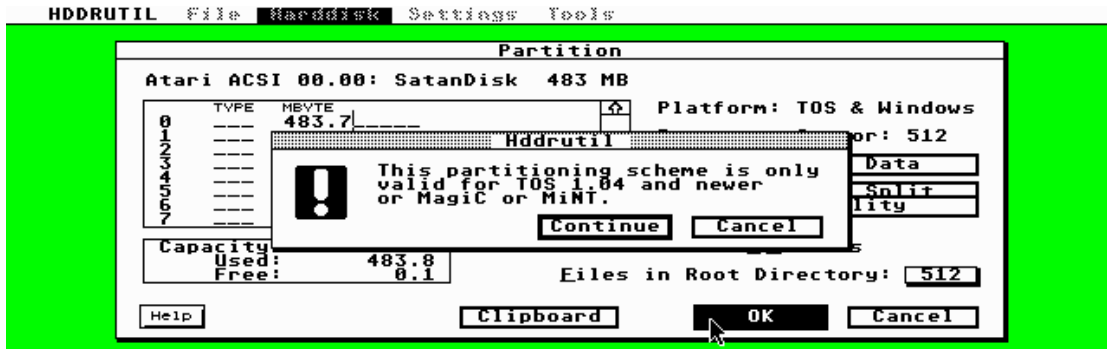 HDDRUTIL File Harddisk Settings Tools
Partition
Atari ACSI 00.00: SatanDisk 483 MB
TYPE MBYTE
0 ___ 483.7|_____
1 ___
2 ___
3 ___
4 ___
5 ___
6 ___
7 ___
Platform: TOS & Windows
or: 512
Data
Split
lity
Hddrutil
This partitioning scheme is only
valid for TOS 1.04 and newer
or MagiC or MiNT.
Continue Cancel
Capacity
Used: 483.8
Free: 0.1
Files in Root Directory: 512
Help Clipboard OK Cancel